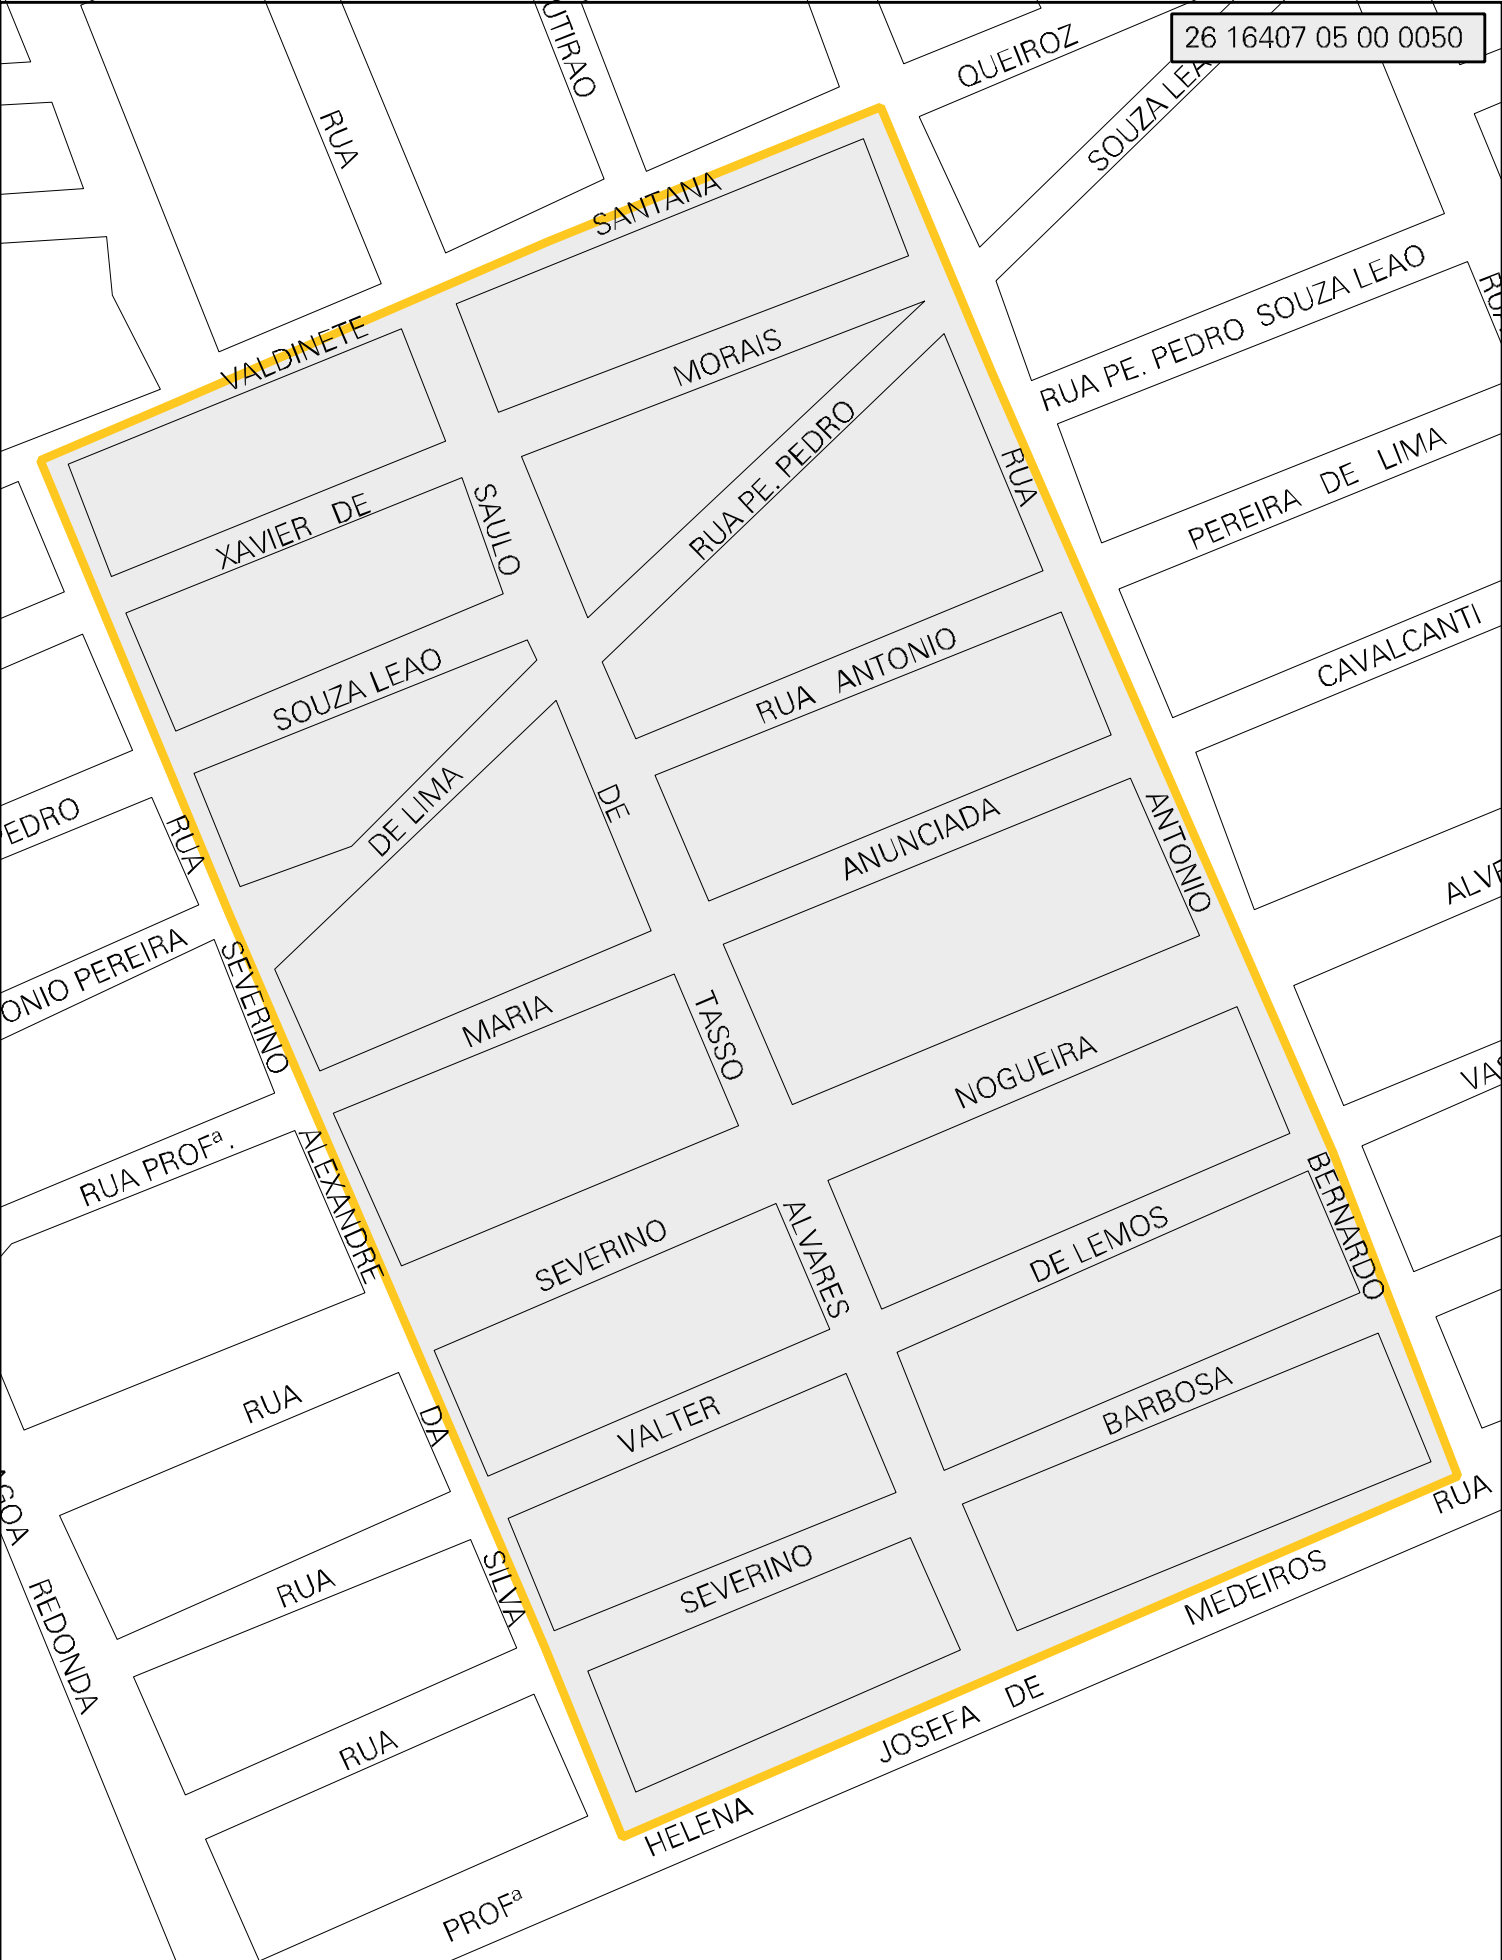 26 16407 05 00 0050
QUEIROZ
SOUZA LEA
UTIRAO
RUA
SANTANA
VALDINETE
RUA PE. PEDRO SOUZA LEAO
MORAIS
XAVIER DE
SAULO
RUA PE. PEDRO
RUA
PEREIRA DE LIMA
CAVALCANTI
RUA ANTONIO
SOUZA LEAO
DE LIMA
DE
EDRO
RUA
ANUNCIADA
ANTONIO
ONIO PEREIRA
SEVERINO
MARIA
TASSO
NOGUEIRA
RUA PROFª.
ALEXANDRE
SEVERINO
ALVARES
DE LEMOS
BERNARDO
RUA
DA
VALTER
BARBOSA
RUA
GOA
REDONDA
RUA
SILVA
SEVERINO
MEDEIROS
RUA
JOSEFA DE
HELENA
PROFª